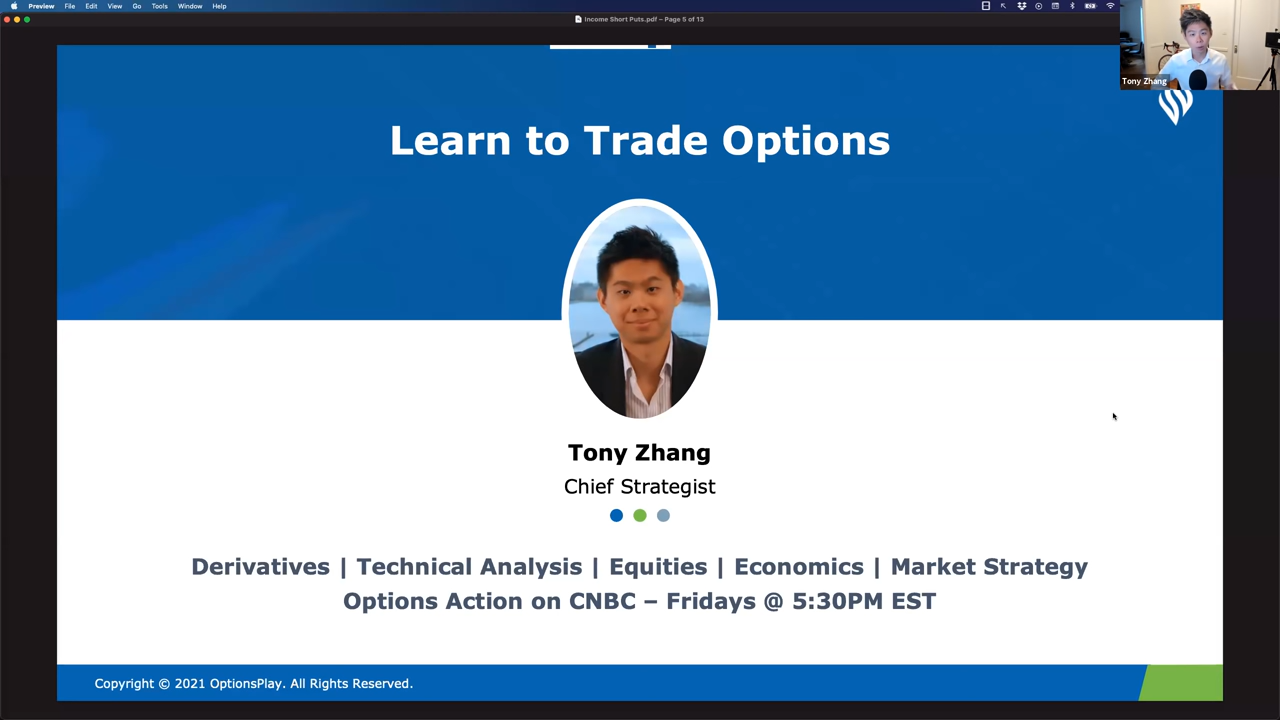 Preview File Edit View Go Tools Window Help
Income Short Puts.pdf – Page 5 of 13
Tony Zhang
Learn to Trade Options
Tony Zhang
Chief Strategist
Derivatives | Technical Analysis | Equities | Economics | Market Strategy
Options Action on CNBC – Fridays @ 5:30PM EST
Copyright © 2021 OptionsPlay. All Rights Reserved.